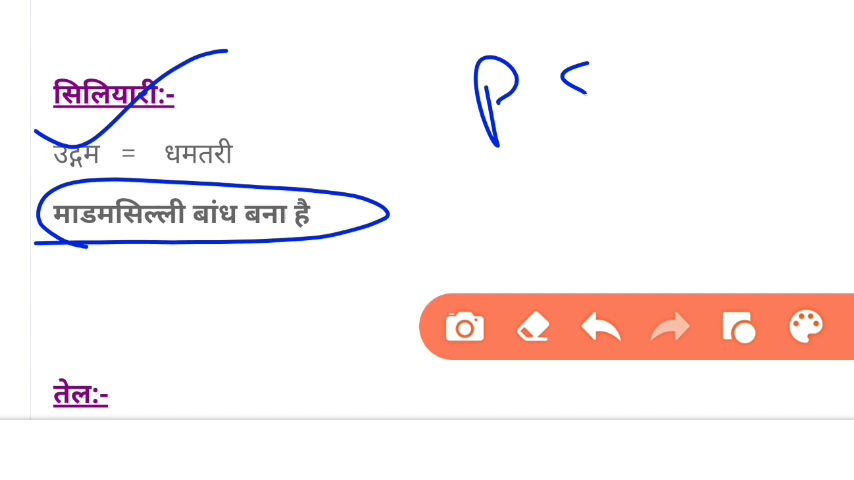 सिलियारी:-
उद्गम = धमतरी
माडमसिल्ली बांध बना है
तेल:-